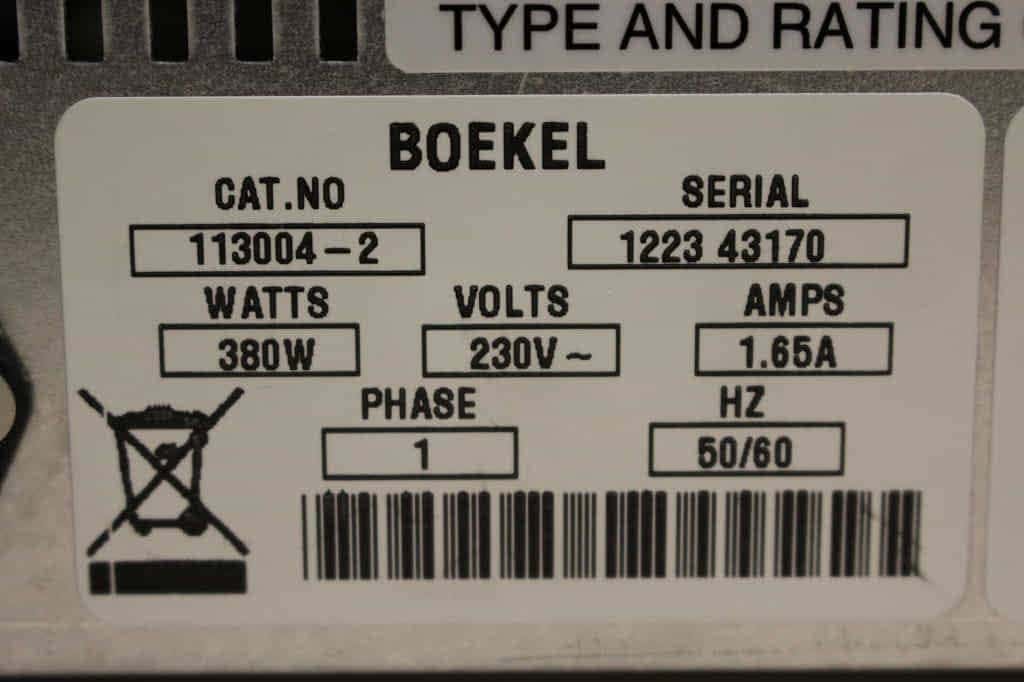 TYPE AND RATING
BOEKEL
CAT.NO SERIAL
113004-2 1223 43170
WATTS VOLTS AMPS
380W 230V~ 1.65A
PHASE HZ
1 50/60